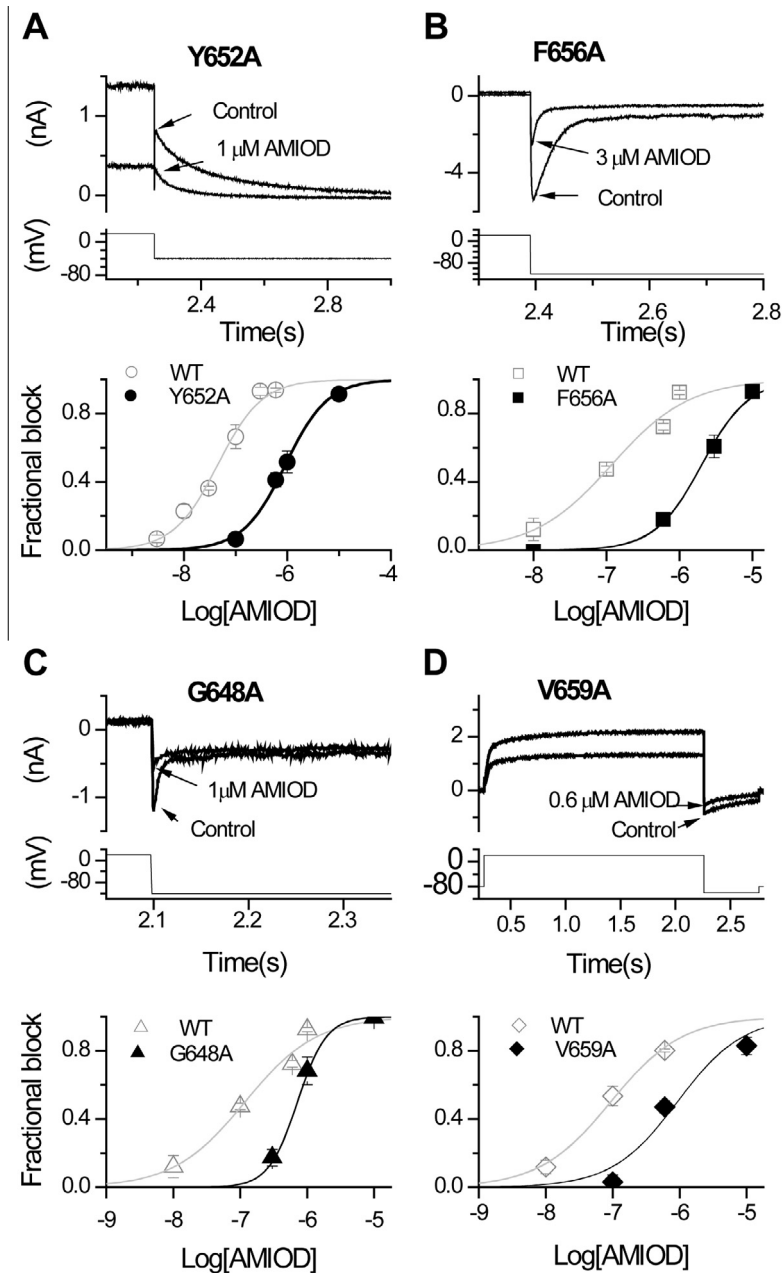 A
Y652A
1
0
(nA)
Control
1 μM AMIOD
0
-80
(mV)
2.4 2.8
Time(s)
WT
Y652A
0.8
0.4
0.0
Fractional block
-8 -6 -4
Log[AMIOD]
B
F656A
0
-4
3 μM AMIOD
Control
0
-80
2.4 2.6 2.8
Time(s)
WT
F656A
0.8
0.4
0.0
-8 -7 -6 -5
Log[AMIOD]
C
G648A
0
-1
(nA)
1μM AMIOD
Control
0
-80
(mV)
2.1 2.2 2.3
Time(s)
WT
G648A
0.8
0.4
0.0
Fractional block
-9 -8 -7 -6 -5
Log[AMIOD]
D
V659A
2
0
0.6 μM AMIOD
Control
0
-80
0.5 1.0 1.5 2.0 2.5
Time(s)
WT
V659A
0.8
0.4
0.0
-9 -8 -7 -6 -5
Log[AMIOD]